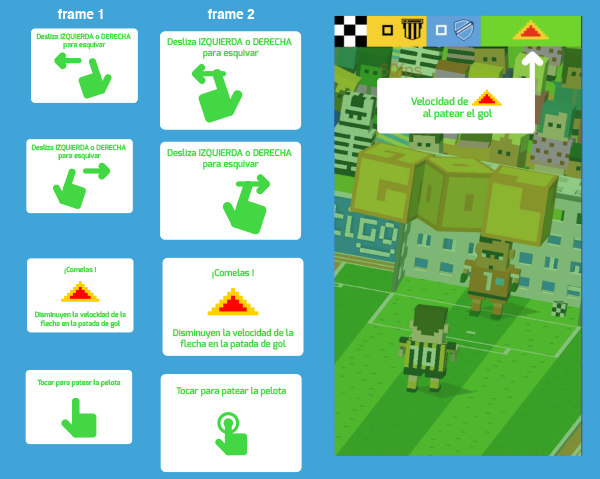 frame 1
frame 2
Desliza IZQUIERDA o DERECHA
para esquivar
Desliza IZQUIERDA o DERECHA
para esquivar
Desliza IZQUIERDA o DERECHA
para esquivar
Desliza IZQUIERDA o DERECHA
para esquivar
¡Comelas !
Disminuyen la velocidad de la
flecha en la patada de gol
¡Comelas !
Disminuyen la velocidad de la
flecha en la patada de gol
Tocar para patear la pelota
Tocar para patear la pelota
Velocidad de
al patear el gol
GOL